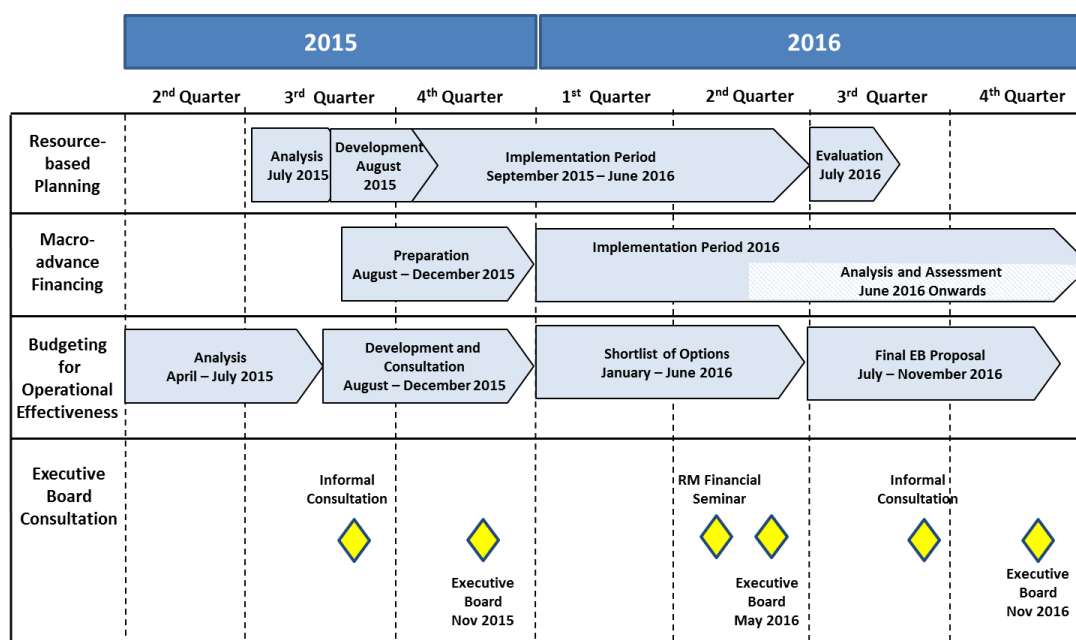 2015 2016
2nd Quarter 3rd Quarter 4th Quarter 1st Quarter 2nd Quarter 3rd Quarter 4th Quarter
Resource-
based
Planning
Analysis
July 2015
Development
August
2015
Implementation Period
September 2015 – June 2016
Evaluation
July 2016
Macro-
advance
Financing
Preparation
August – December 2015
Implementation Period 2016
Analysis and Assessment
June 2016 Onwards
Budgeting
for
Operational
Effectiveness
Analysis
April – July 2015
Development and
Consultation
August – December 2015
Shortlist of Options
January – June 2016
Final EB Proposal
July – November 2016
Executive
Board
Consultation
Informal
Consultation
Executive
Board
Nov 2015
RM Financial
Seminar
Executive
Board
May 2016
Informal
Consultation
Executive
Board
Nov 2016